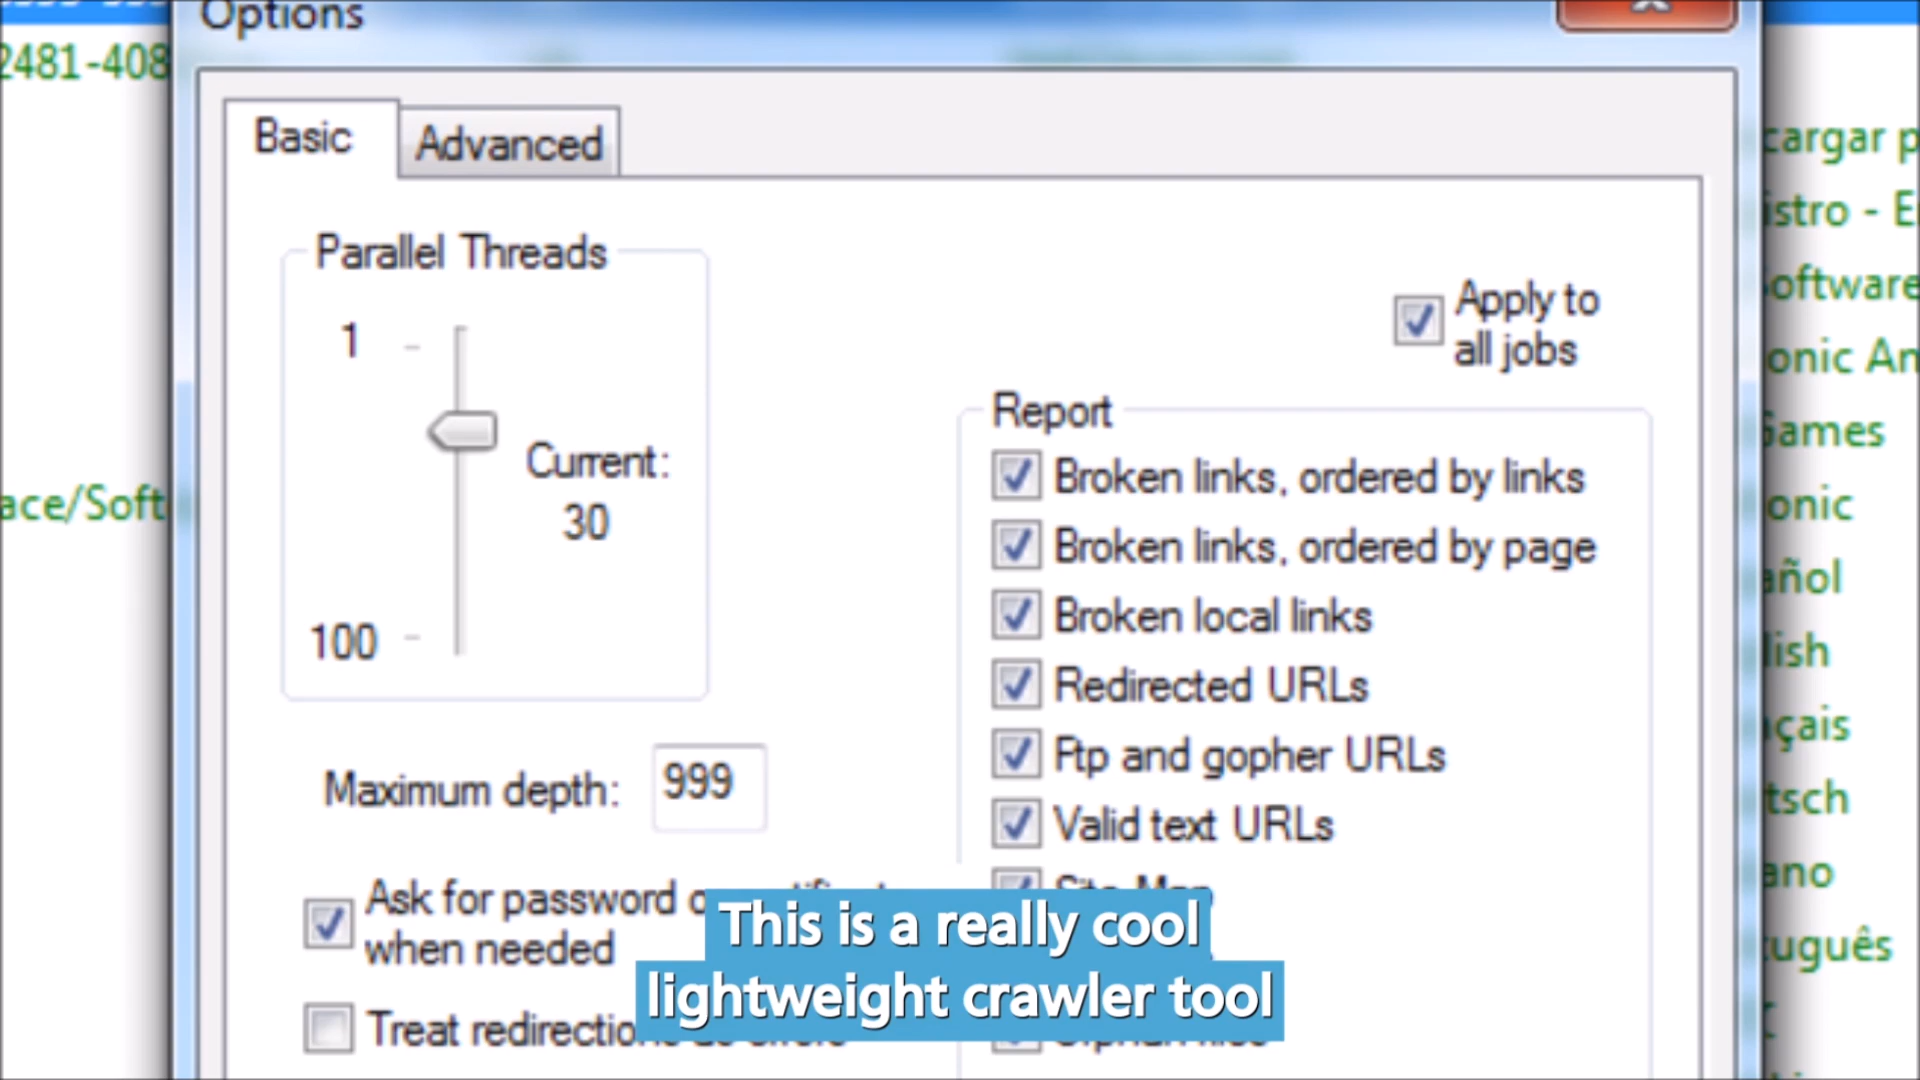 Options
2481-408
Basic
Advanced
Parallel Threads
1
Current:
30
100
Apply to
all jobs
Report
Broken links, ordered by links
Broken links, ordered by page
Broken local links
Redirected URLs
Ftp and gopher URLs
Valid text URLs
Site Map
Maximum depth: 999
Ask for password
when needed
Treat
This is a really cool
lightweight crawler tool
ace/Soft
cargar p
istro - E
oftware
onic An
Games
onic
añol
lish
çais
tsch
ano
uguês